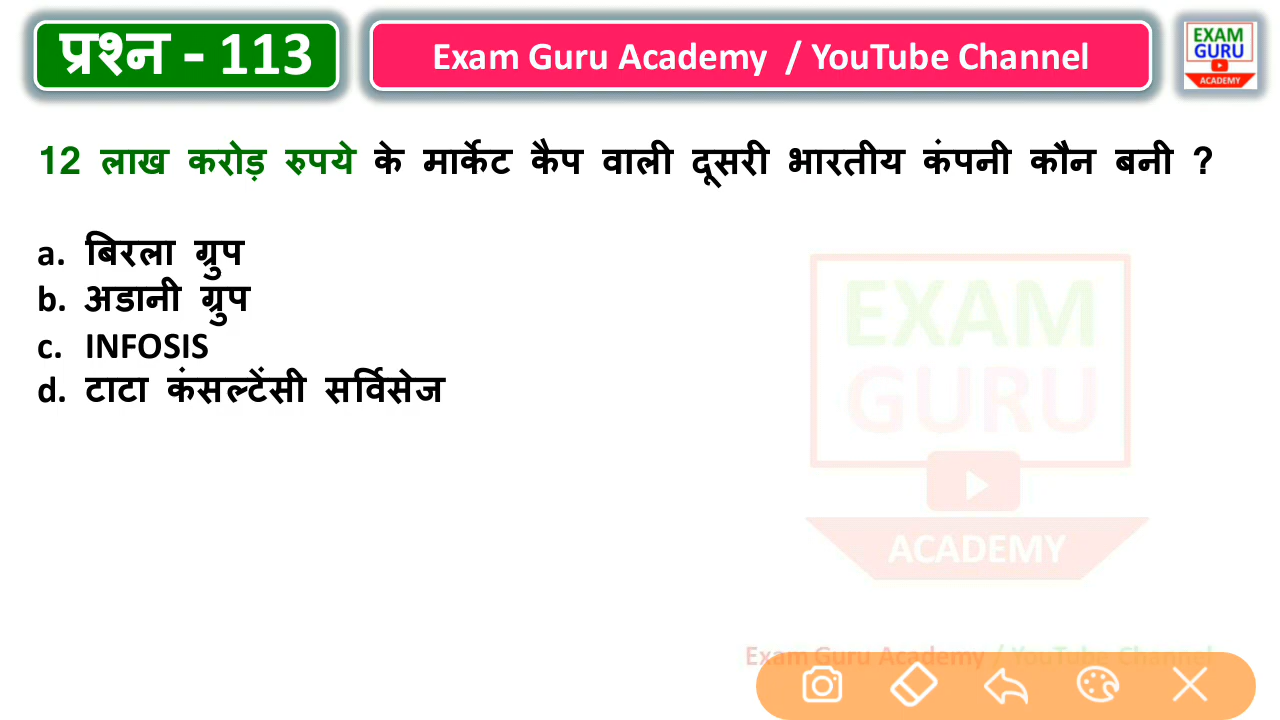 प्रश्न - 113
Exam Guru Academy / YouTube Channel
EXAM
GURU
ACADEMY
12 लाख करोड़ रुपये के मार्केट कैप वाली दूसरी भारतीय कंपनी कौन बनी ?
a. बिरला ग्रुप
b. अडानी ग्रुप
c. INFOSIS
d. टाटा कंसल्टेंसी सर्विसेज
EXAM
GURU
ACADEMY
Exam Guru Academy / YouTube Channel